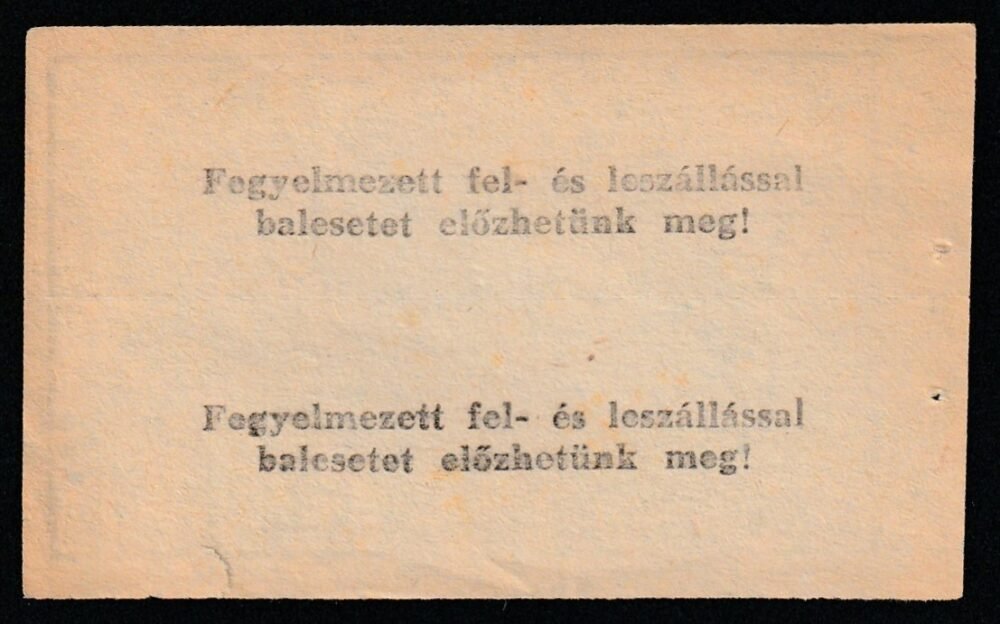 Fegyelmezett fel- és leszállással
balesetet előzhetünk meg!
Fegyelmezett fel- és leszállással
balesetet előzhetünk meg!